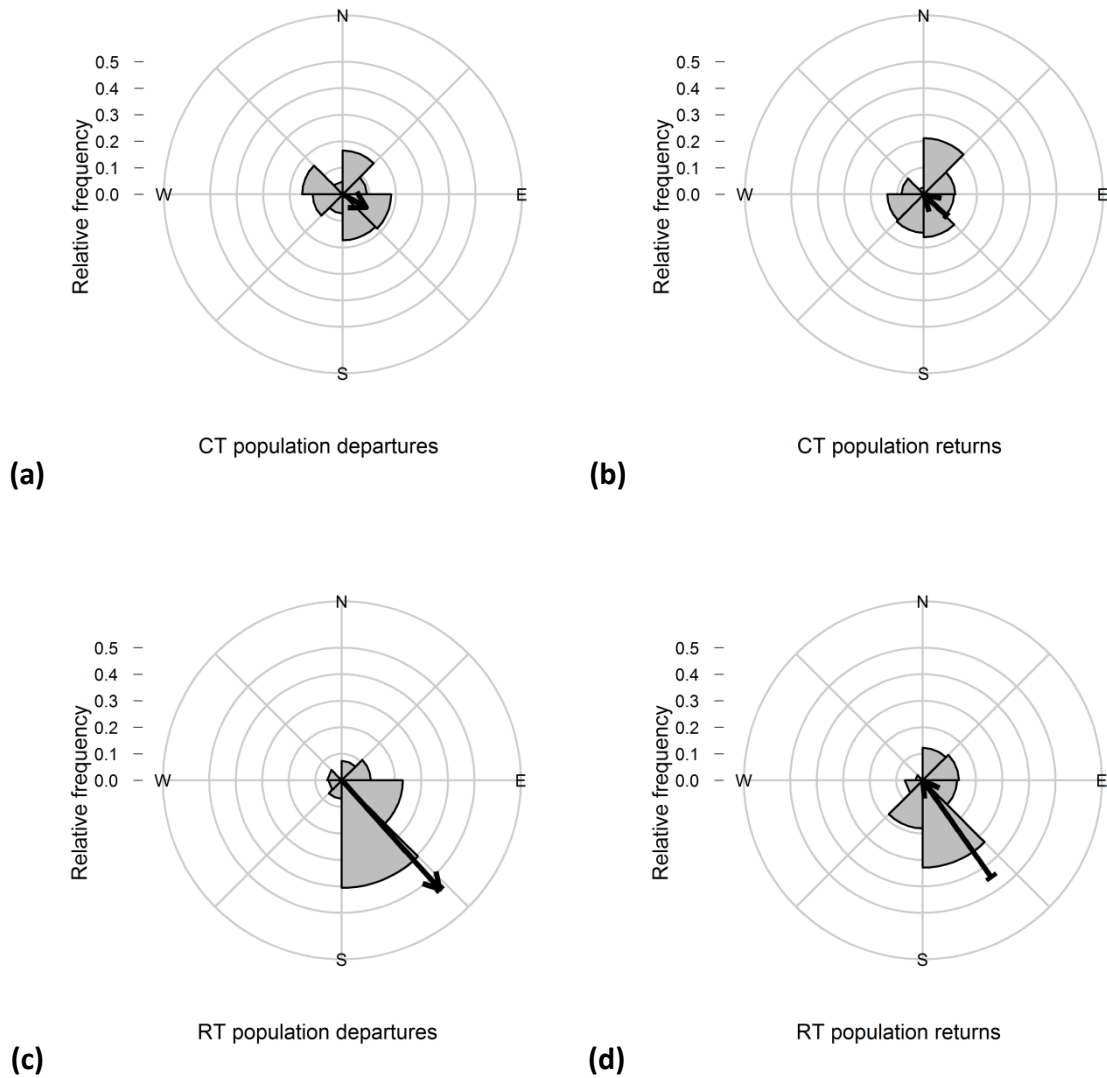 N
0.5
0.4
0.3
0.2
0.1
0.0
Relative frequency
W
E
S
CT population departures
(a)
N
0.5
0.4
0.3
0.2
0.1
0.0
Relative frequency
W
E
S
CT population returns
(b)
N
0.5
0.4
0.3
0.2
0.1
0.0
Relative frequency
W
E
S
RT population departures
(c)
N
0.5
0.4
0.3
0.2
0.1
0.0
Relative frequency
W
E
S
RT population returns
(d)